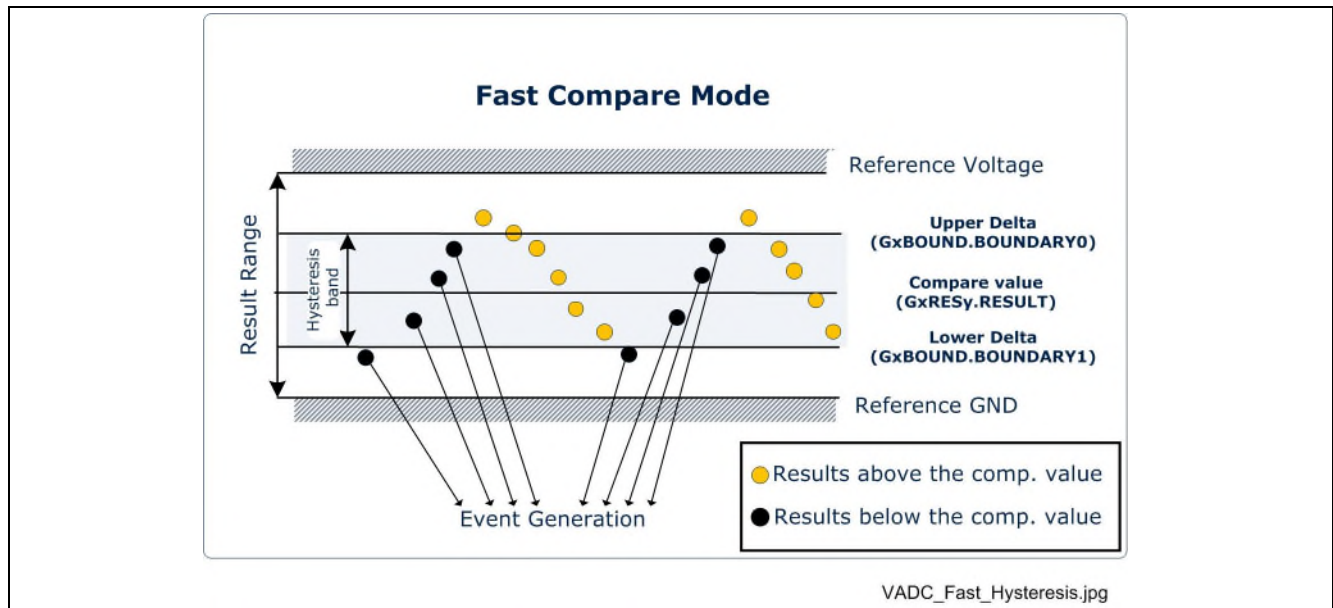 Fast Compare Mode
Reference Voltage
Result Range
Hysteresis
band
Upper Delta
(GxBOUND.BOUNDARY0)
Compare value
(GxRESy.RESULT)
Lower Delta
(GxBOUND.BOUNDARY1)
Reference GND
Event Generation
Results above the comp. value
Results below the comp. value
VADC_Fast_Hysteresis.jpg